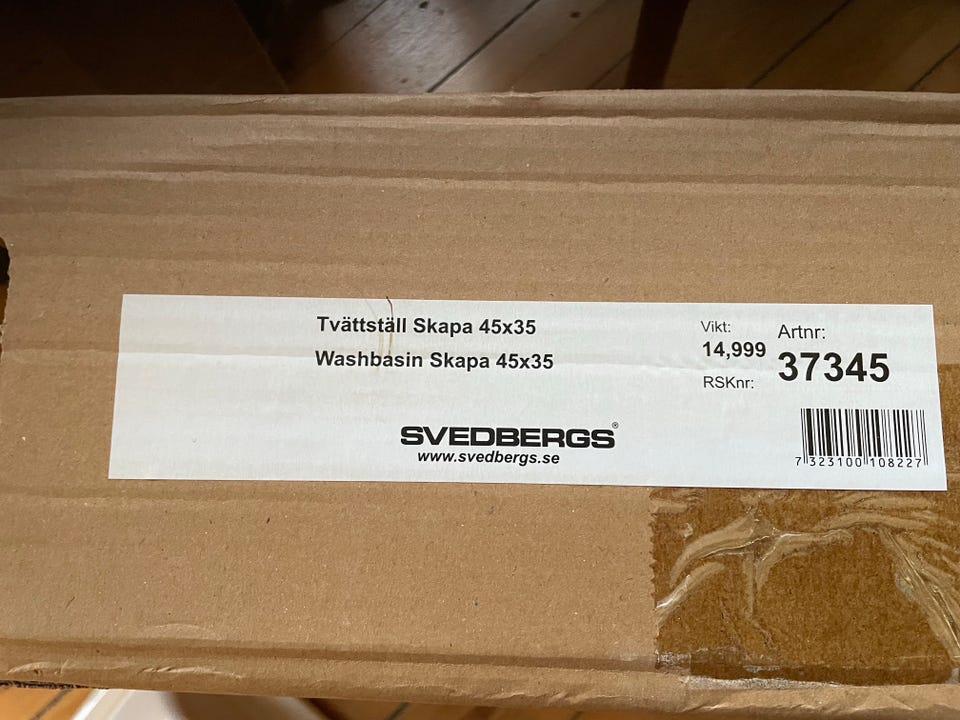 Tvättställ Skapa 45x35
Washbasin Skapa 45x35
Vikt:
14,999
RSKnr:
Artnr:
37345
SVEDBERGS®
www.svedbergs.se
7 323100 108227